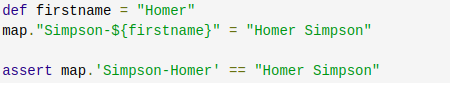 def firstname = "Homer"
map."Simpson-${firstname}" = "Homer Simpson"
assert map.'Simpson-Homer' == "Homer Simpson"